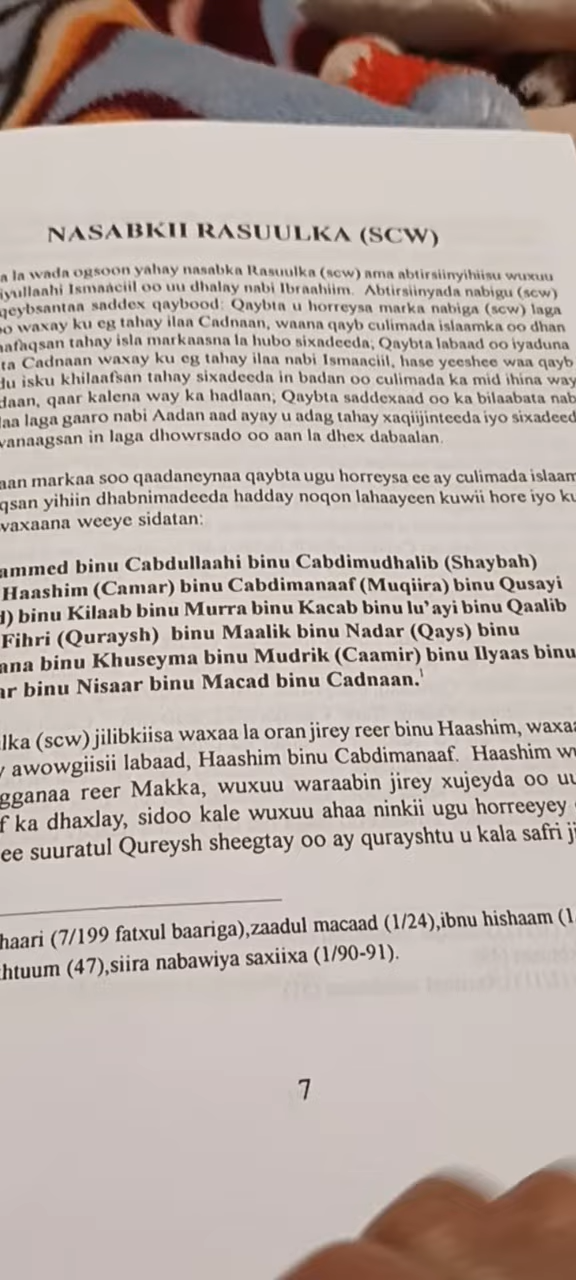 NASABKII RASUULKA (SCW)
a la wada ogsoon yahay nasabka Rasuulka (scw) ama abtirsiinyihiisu wuxuu
iyullaahi Ismaaciil oo uu dhalay nabi Ibraahiim. Abtirsiinyada nabigu (scw)
qeybsantaa saddex qaybood: Qaybta u horreysa marka nabiga (scw) laga
oo waxay ku eg tahay ilaa Cadnaan, waana qayb culimada islaamka oo dhan
aafaqsan tahay isla markaasna la hubo sixadeeda; Qaybta labaad oo iyaduna
ta Cadnaan waxay ku eg tahay ilaa nabi Ismaaciil, hase yeeshee waa qayb
du isku khilaafsan tahay sixadeeda in badan oo culimada ka mid ihina way
daan, qaar kalena way ka hadlaan; Qaybta saddexaad oo ka bilaabata nab
laa laga gaaro nabi Aadan aad ayay u adag tahay xaqiijinteeda iyo sixadeed
wanaagsan in laga dhowrsado oo aan la dhex dabaalan.
aan markaa soo qaadaneynaa qaybta ugu horreysa ee ay culimada islaam
qsan yihiin dhabnimadeeda hadday noqon lahaayeen kuwii hore iyo ku
waxaana weeye sidatan:
ammed binu Cabdullaahi binu Cabdimudhalib (Shaybah)
Haashim (Camar) binu Cabdimanaaf (Muqiira) binu Qusayi
d) binu Kilaab binu Murra binu Kacab binu lu'ayi binu Qaalib
Fihri (Quraysh) binu Maalik binu Nadar (Qays) binu
ana binu Khuseyma binu Mudrik (Caamir) binu Ilyaas binu
ar binu Nisaar binu Macad binu Cadnaan.¹
lka (scw) jilibkiisa waxaa la oran jirey reer binu Haashim, waxaa
y awowgiisii labaad, Haashim binu Cabdimanaaf. Haashim wu
gganaa reer Makka, wuxuu waraabin jirey xujeyda oo uu
f ka dhaxlay, sidoo kale wuxuu ahaa ninkii ugu horreeyey
ee suuratul Qureysh sheegtay oo ay qurayshtu u kala safri ji
haari (7/199 fatxul baariga),zaadul macaad (1/24),ibnu hishaam (1
htuum (47),siira nabawiya saxiixa (1/90-91).
7